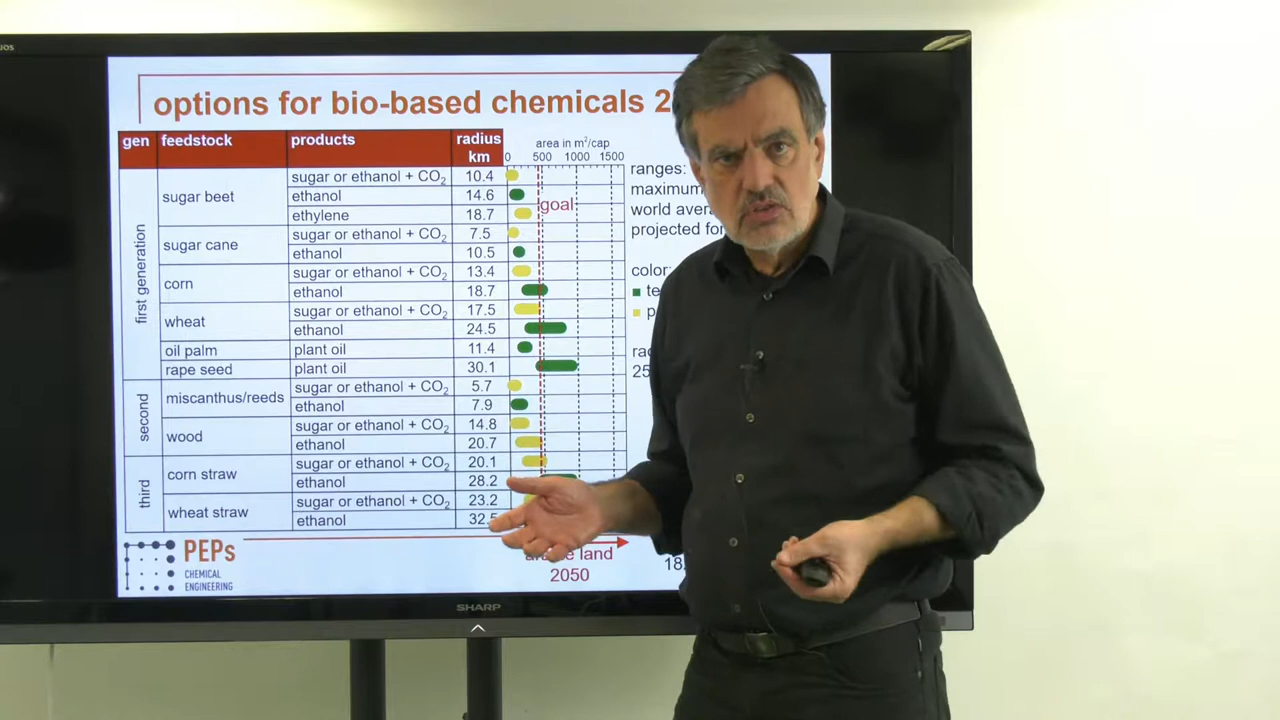 options for bio-based chemicals
gen feedstock products radius km
area in m²/cap
0 500 1000 1500
first generation
sugar beet
sugar or ethanol + CO₂ 10.4
ethanol 14.6
ethylene 18.7
sugar cane
sugar or ethanol + CO₂ 7.5
ethanol 10.5
corn
sugar or ethanol + CO₂ 13.4
ethanol 18.7
wheat
sugar or ethanol + CO₂ 17.5
ethanol 24.5
oil palm plant oil 11.4
rape seed plant oil 30.1
second
miscanthus/reeds
sugar or ethanol + CO₂ 5.7
ethanol 7.9
wood
sugar or ethanol + CO₂ 14.8
ethanol 20.7
third
corn straw
sugar or ethanol + CO₂ 20.1
ethanol 28.2
wheat straw
sugar or ethanol + CO₂ 23.2
ethanol
goal
ranges:
maximum
world
projected
color:
land
2050
PEPs
CHEMICAL
ENGINEERING
SHARP